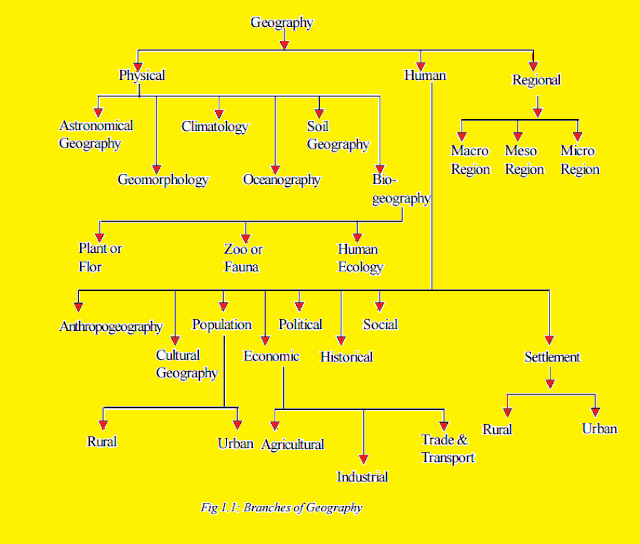 Geography
Physical
Human
Regional
Astronomical
Geography
Climatology
Soil
Geography
Macro
Region
Meso
Region
Micro
Region
Geomorphology
Oceanography
Bio-
geography
Plant or
Flor
Zoo or
Fauna
Human
Ecology
Anthropogeography
Population
Political
Social
Cultural
Geography
Economic
Historical
Settlement
Rural
Urban
Agricultural
Industrial
Trade &
Transport
Rural
Urban
Fig 1.1; Branches of Geography